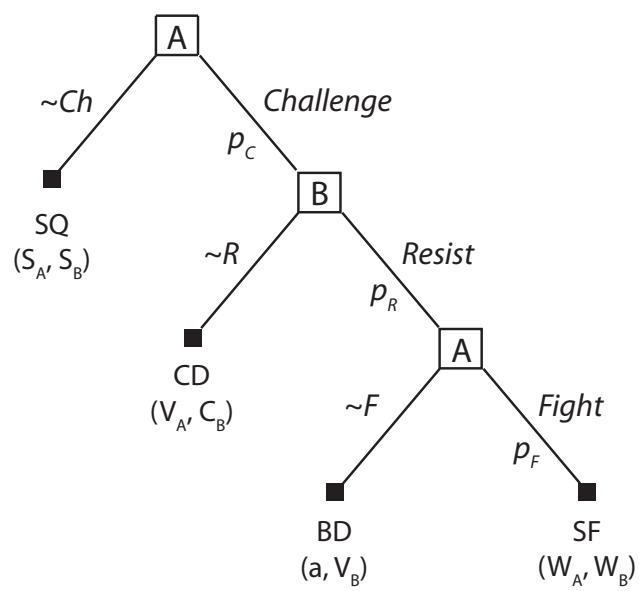 A
~Ch
Challenge
p_C
B
SQ
(S_A, S_B)
~R
Resist
p_R
A
CD
(V_A, C_B)
~F
Fight
p_F
BD
(a, V_B)
SF
(W_A, W_B)